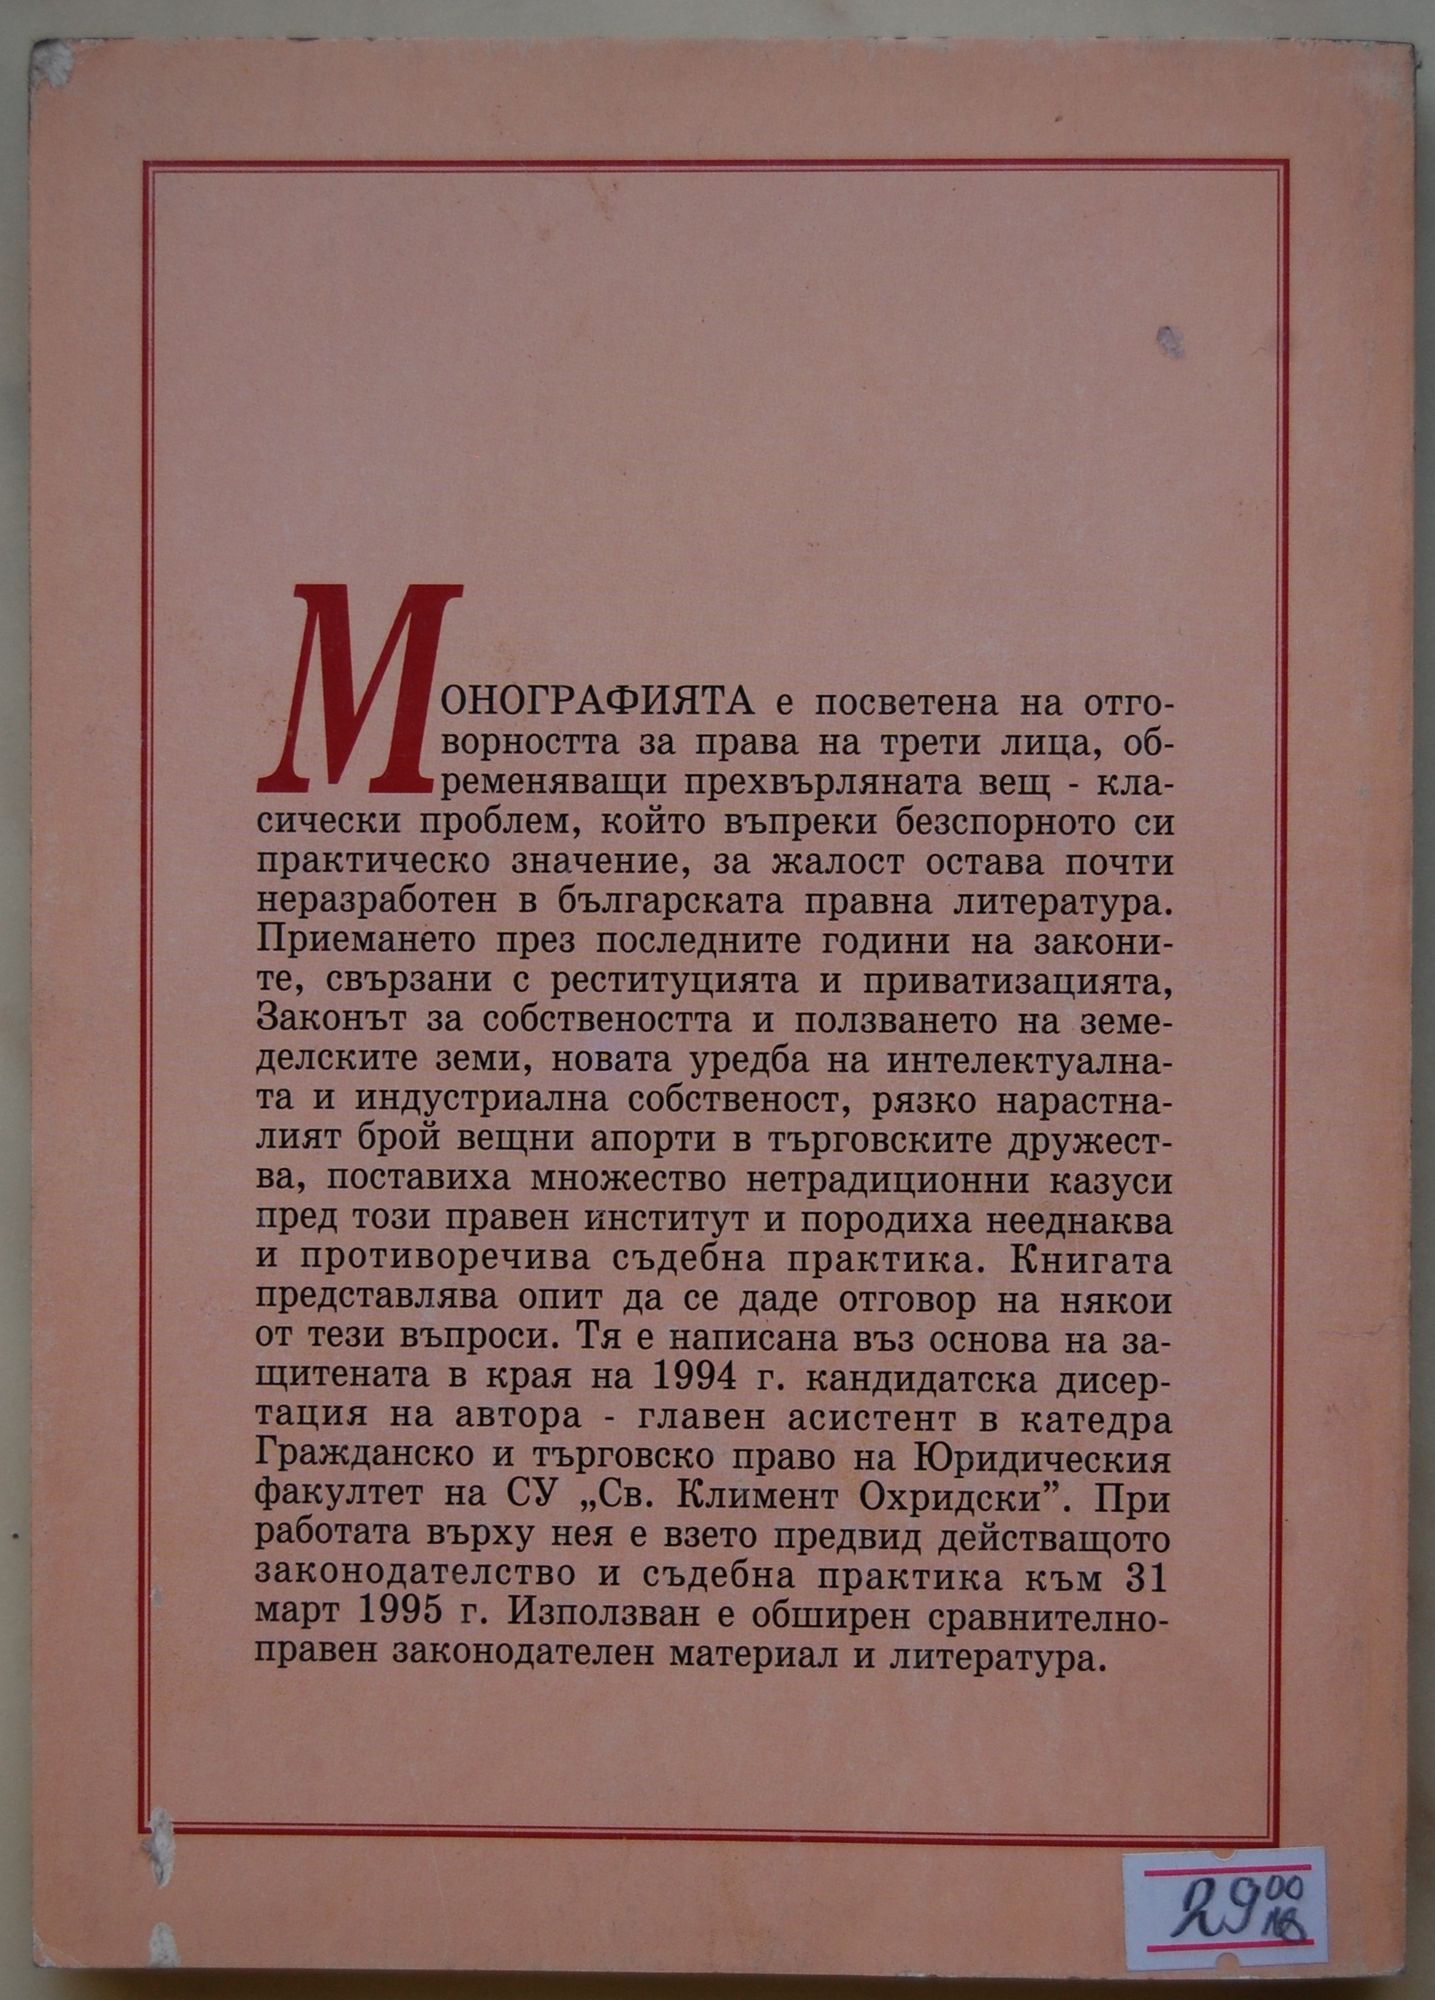 МОНОГРАФИЯТА е посветена на отго-
ворността за права на трети лица, об-
ременяващи прехвърляната вещ - кла-
сически проблем, който въпреки безспорното си
практическо значение, за жалост остава почти
неразработен в българската правна литература.
Приемането през последните години на закони-
те, свързани с реституцията и приватизацията,
Законът за собствеността и ползването на земе-
делските земи, новата уредба на интелектуална-
та и индустриална собственост, рязко нарастна-
лият брой вещни апорти в търговските дружест-
ва, поставиха множество нетрадиционни казуси
пред този правен институт и породиха нееднаква
и противоречива съдебна практика. Книгата
представлява опит да се даде отговор на някои
от тези въпроси. Тя е написана въз основа на за-
щитената в края на 1994 г. кандидатска дисер-
тация на автора - главен асистент в катедра
Гражданско и търговско право на Юридическия
факултет на СУ „Св. Климент Охридски”. При
работата върху нея е взето предвид действащото
законодателство и съдебна практика към 31
март 1995 г. Използван е обширен сравнително-
правен законодателен материал и литература.
29 00 лв